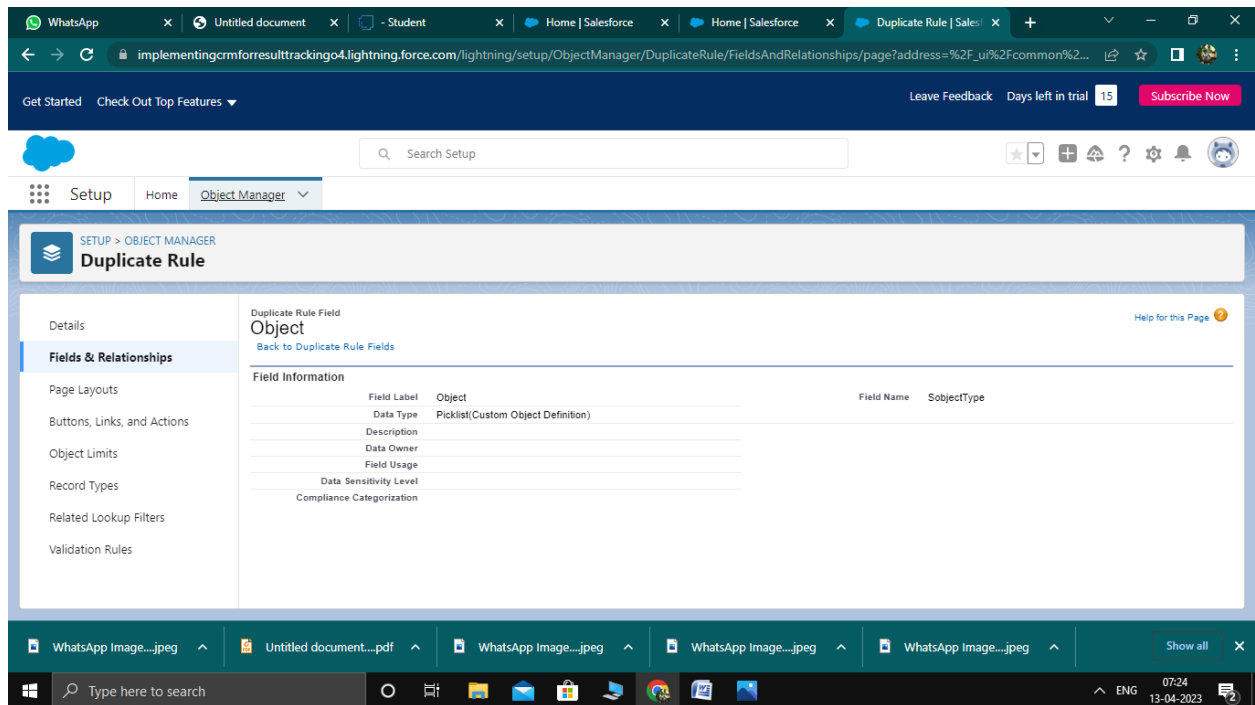 WhatsApp
Untitled document
- Student
Home | Salesforce
Home | Salesforce
Duplicate Rule | Salesf
implementingcrmforresulttrackingo4.lightning.force.com/lightning/setup/ObjectManager/DuplicateRule/FieldsAndRelationships/page?address=%2F_ui%2Fcommon%2...
Get Started Check Out Top Features
Leave Feedback Days left in trial 15 Subscribe Now
Search Setup
Setup Home Object Manager
SETUP > OBJECT MANAGER
Duplicate Rule
Details
Fields & Relationships
Page Layouts
Buttons, Links, and Actions
Object Limits
Record Types
Related Lookup Filters
Validation Rules
Duplicate Rule Field
Object
Back to Duplicate Rule Fields
Help for this Page
Field Information
Field Label Object Field Name SobjectType
Data Type Picklist(Custom Object Definition)
Description
Data Owner
Field Usage
Data Sensitivity Level
Compliance Categorization
WhatsApp Image....jpeg
Untitled document....pdf
WhatsApp Image....jpeg
WhatsApp Image....jpeg
WhatsApp Image....jpeg
Show all
Type here to search
ENG
07:24
13-04-2023
2